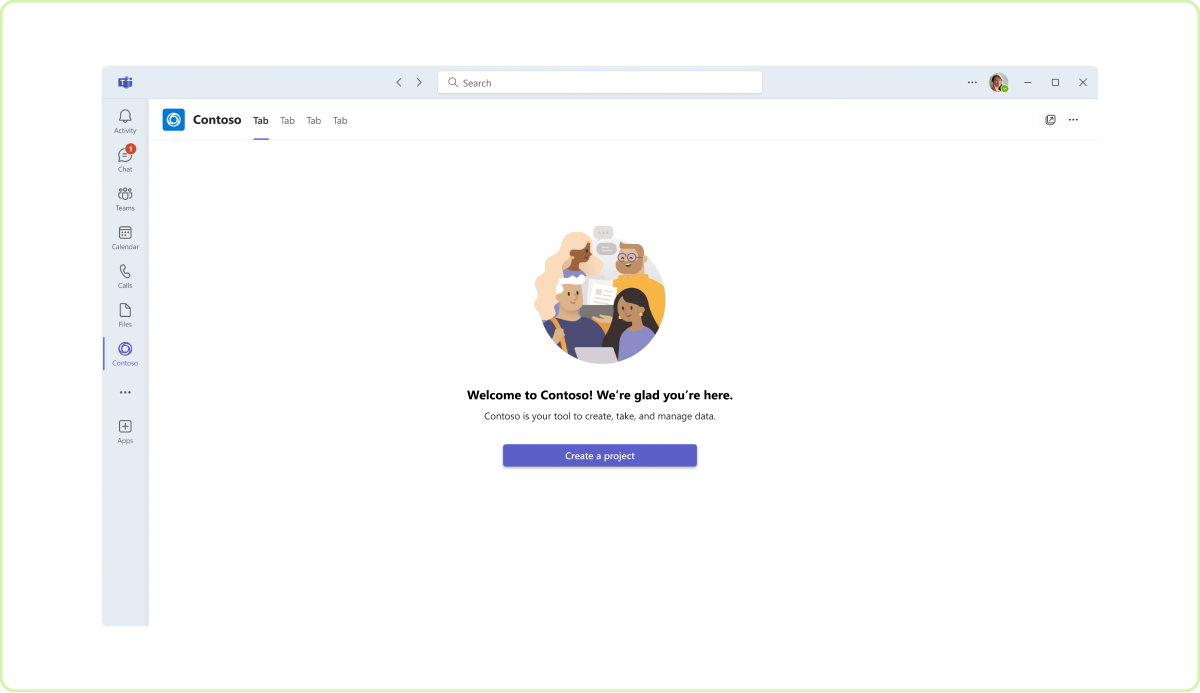 Search
Activity
1
Chat
Teams
Calendar
Calls
Files
Contoso
Apps
Contoso Tab Tab Tab Tab
Welcome to Contoso! We’re glad you’re here.
Contoso is your tool to create, take, and manage data.
Create a project